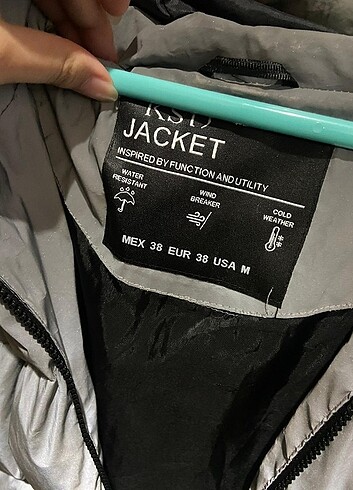 JACKET
INSPIRED BY FUNCTION AND UTILITY
WATER RESISTANT
WIND BREAKER
COLD WEATHER
MEX 38 EUR 38 USA M